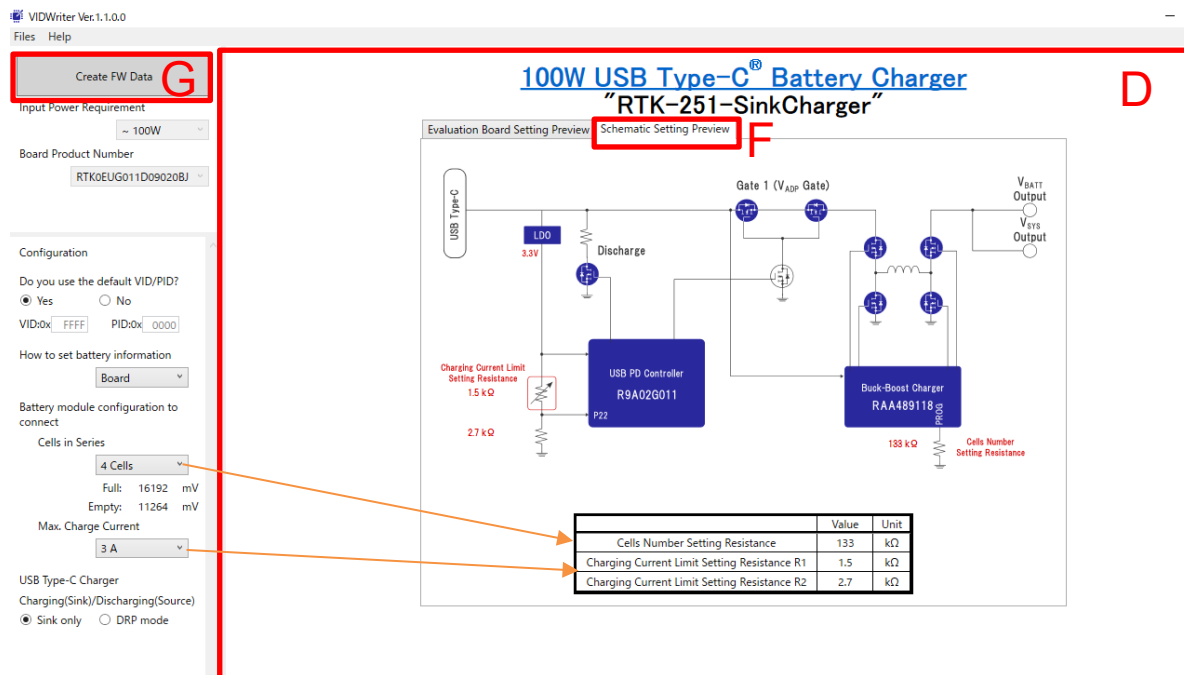 VIDWriter Ver.1.1.0.0
Files Help
Create FW Data
G
Input Power Requirement
~ 100W
Board Product Number
RTK0EUG011D09020BJ
Configuration
Do you use the default VID/PID?
Yes No
VID:0x FFFF PID:0x 0000
How to set battery information
Board
Battery module configuration to
connect
Cells in Series
4 Cells
Full: 16192 mV
Empty: 11264 mV
Max. Charge Current
3 A
USB Type-C Charger
Charging(Sink)/Discharging(Source)
Sink only DRP mode
100W USB Type-C® Battery Charger
"RTK-251-SinkCharger"
D
Evaluation Board Setting Preview Schematic Setting Preview
F
USB Type-C
LDO
3.3V
Discharge
Gate 1 (VADP Gate)
VBATT
Output
VSYS
Output
Charging Current Limit
Setting Resistance
1.5 kΩ
2.7 kΩ
USB PD Controller
R9A02G011
P22
Buck-Boost Charger
RAA489118
PROG
133 kΩ
Cells Number
Setting Resistance
Value Unit
Cells Number Setting Resistance 133 kΩ
Charging Current Limit Setting Resistance R1 1.5 kΩ
Charging Current Limit Setting Resistance R2 2.7 kΩ